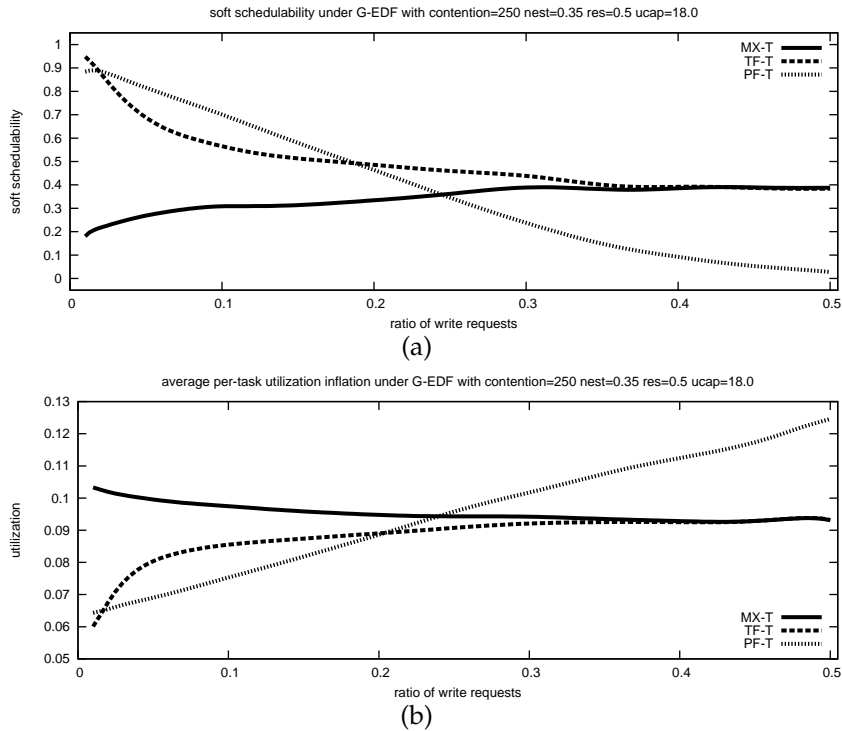 soft schedulability under G-EDF with contention=250 nest=0.35 res=0.5 ucap=18.0
MX-T
TF-T
PF-T
1
0.9
0.8
0.7
0.6
0.5
0.4
0.3
0.2
0.1
0
soft schedulability
0 0.1 0.2 0.3 0.4 0.5
ratio of write requests
(a)
average per-task utilization inflation under G-EDF with contention=250 nest=0.35 res=0.5 ucap=18.0
0.13
0.12
0.11
0.1
0.09
0.08
0.07
0.06
0.05
utilization
MX-T
TF-T
PF-T
0 0.1 0.2 0.3 0.4 0.5
ratio of write requests
(b)